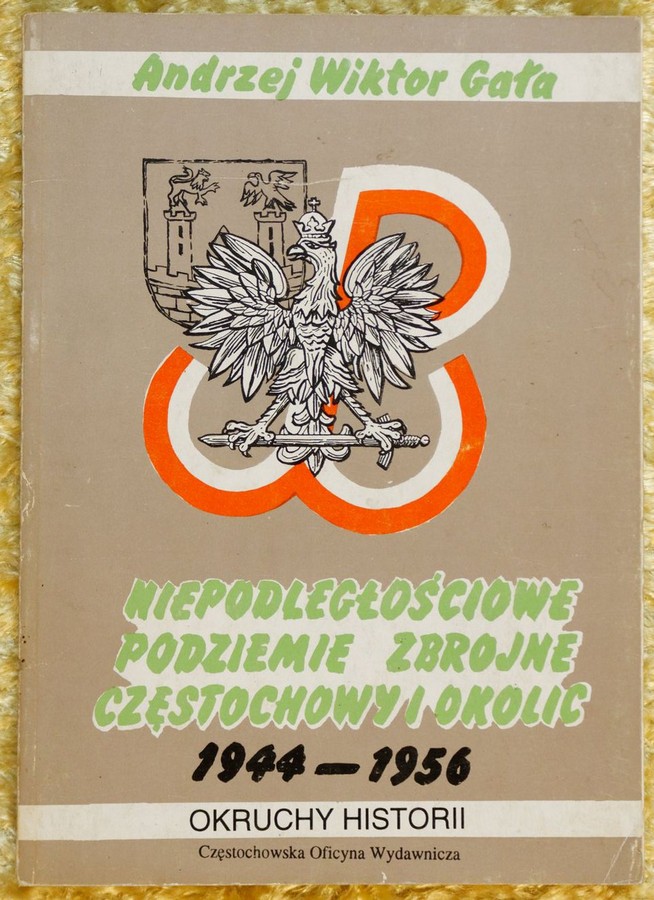 Andrzej Wiktor Gała
NIEPODLEGŁOŚCIOWE
PODZIEMIE ZBROJNE
CZĘSTOCHOWY I OKOLIC
1944 – 1956
OKRUCHY HISTORII
Częstochowska Oficyna Wydawnicza